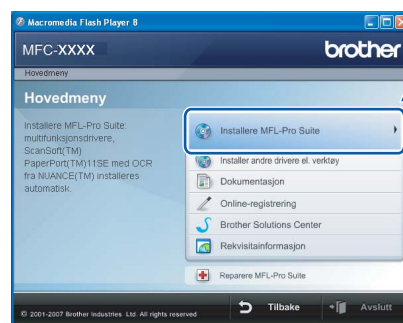 Macromedia Flash Player 8
MFC-XXXX
brother
Hovedmeny
Hovedmeny
Installere MFL-Pro Suite:
multifunksjonsdrivere,
ScanSoft(TM)
PaperPort(TM)11SE med OCR
fra NUANCE(TM) installeres
automatisk.
Installere MFL-Pro Suite
Installer andre drivere el. verktøy
Dokumentasjon
Online-registrering
Brother Solutions Center
Rekvisitainformasjon
Reparere MFL-Pro Suite
© 2001-2007 Brother Industries Ltd. All rights reserved
Tilbake
Avslutt